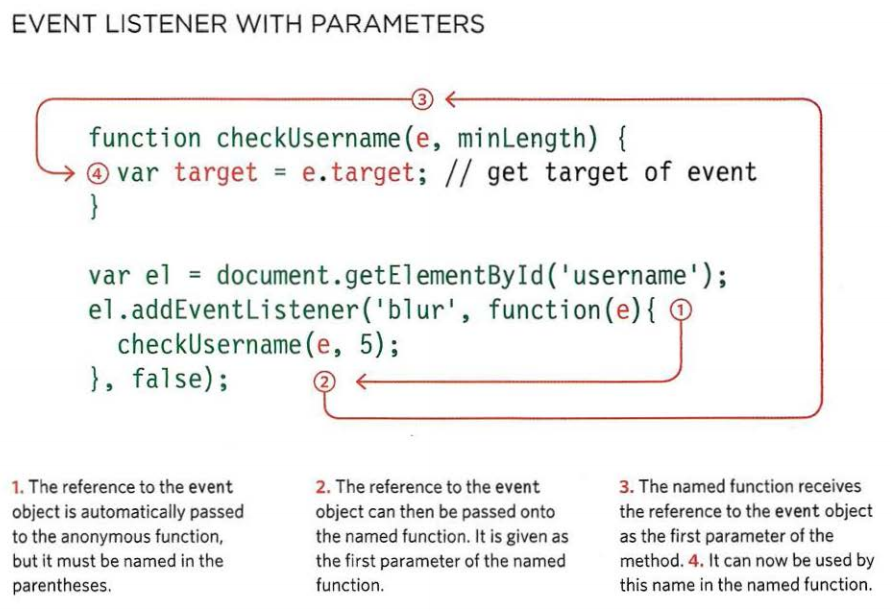 EVENT LISTENER WITH PARAMETERS
3
function checkUsername(e, minLength) {
4 var target = e.target; // get target of event
}
var el = document.getElementById('username');
el.addEventListener('blur', function(e){ 1
checkUsername(e, 5);
}, false);
2
1. The reference to the event
object is automatically passed
to the anonymous function,
but it must be named in the
parentheses.
2. The reference to the event
object can then be passed onto
the named function. It is given as
the first parameter of the named
function.
3. The named function receives
the reference to the event object
as the first parameter of the
method. 4. It can now be used by
this name in the named function.